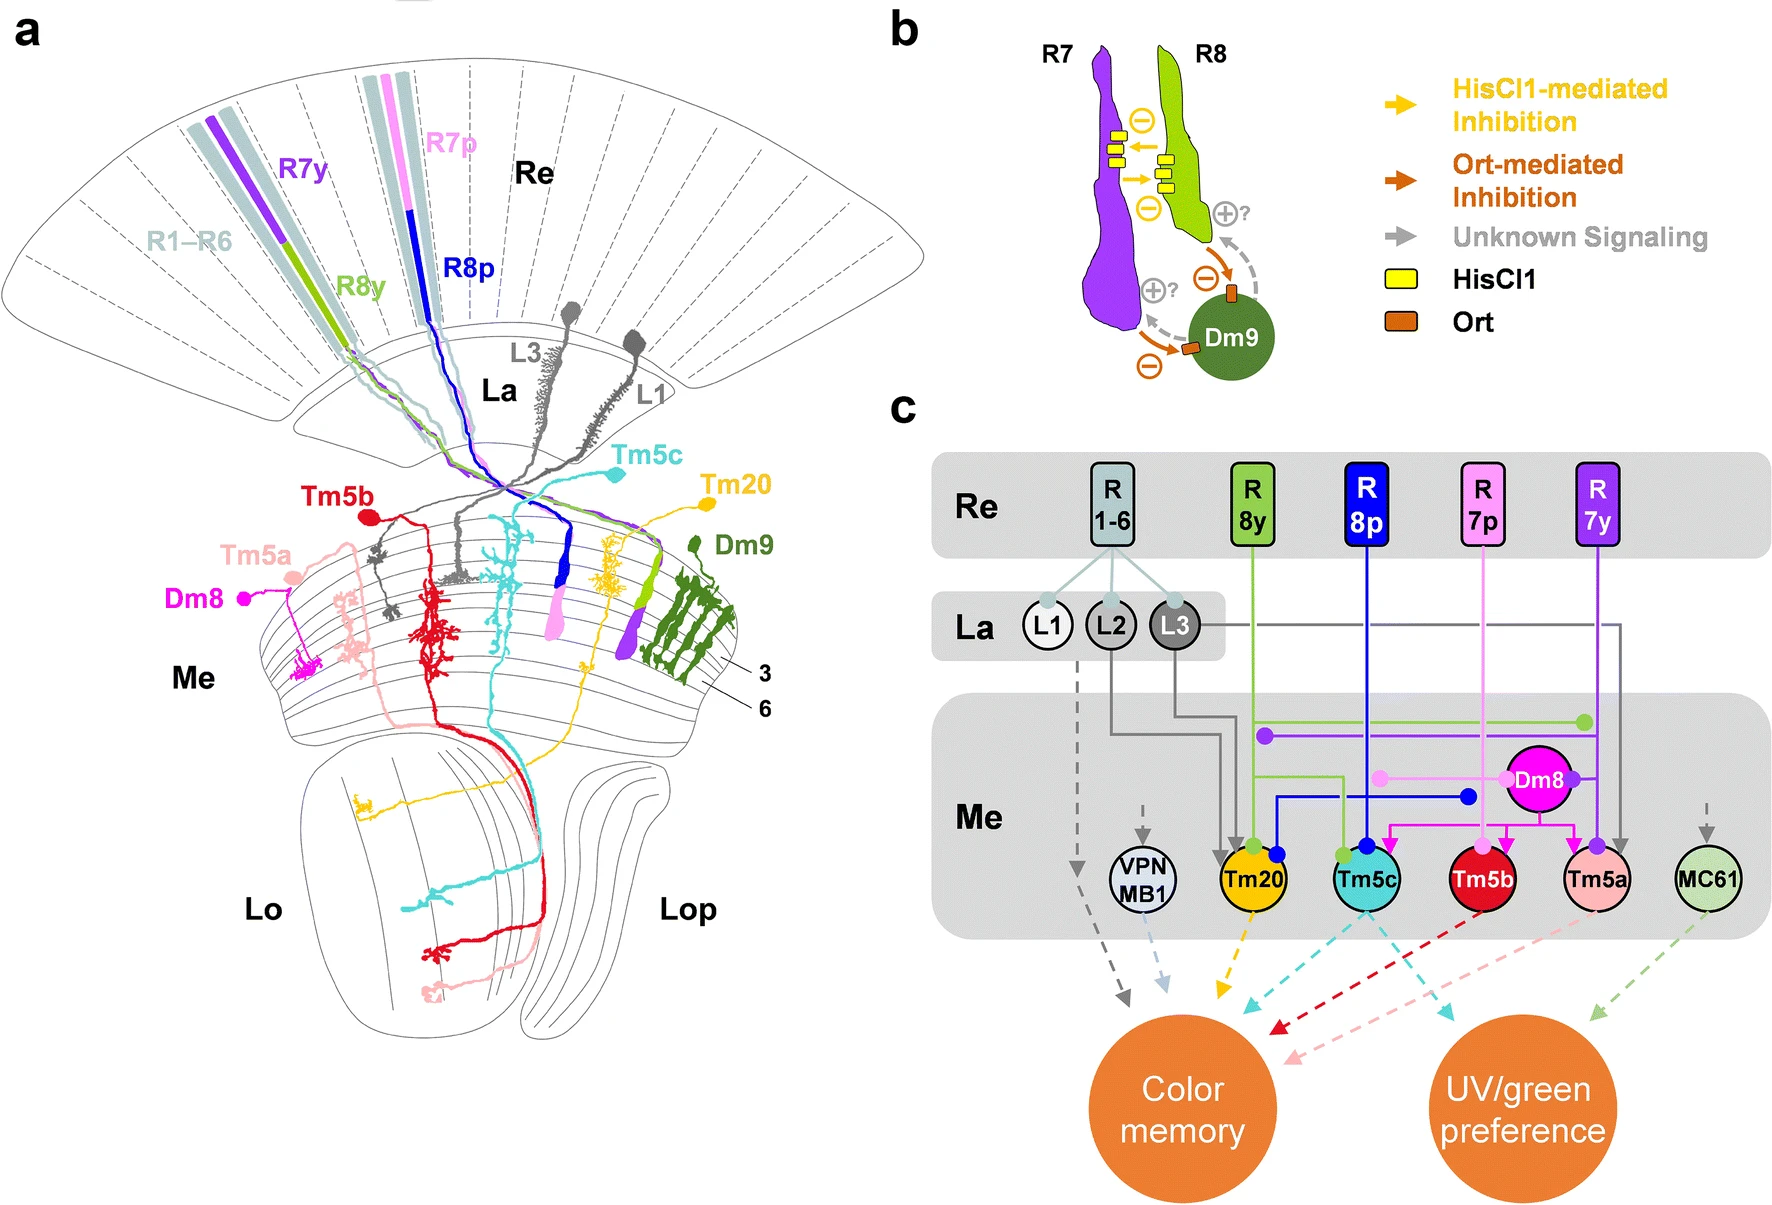 a
R7y
R7p
Re
R1–R6
R8y
R8p
L3
La
L1
Tm5c
Tm5b
Tm20
Tm5a
Dm9
Dm8
Me
3
6
Lo
Lop
b
R7
R8
?
?
Dm9
HisCl1-mediated
Inhibition
Ort-mediated
Inhibition
Unknown Signaling
HisCl1
Ort
c
Re
R
1-6
R
8y
R
8p
R
7p
R
7y
La
L1
L2
L3
Me
Dm8
VPN
MB1
Tm20
Tm5c
Tm5b
Tm5a
MC61
Color
memory
UV/green
preference